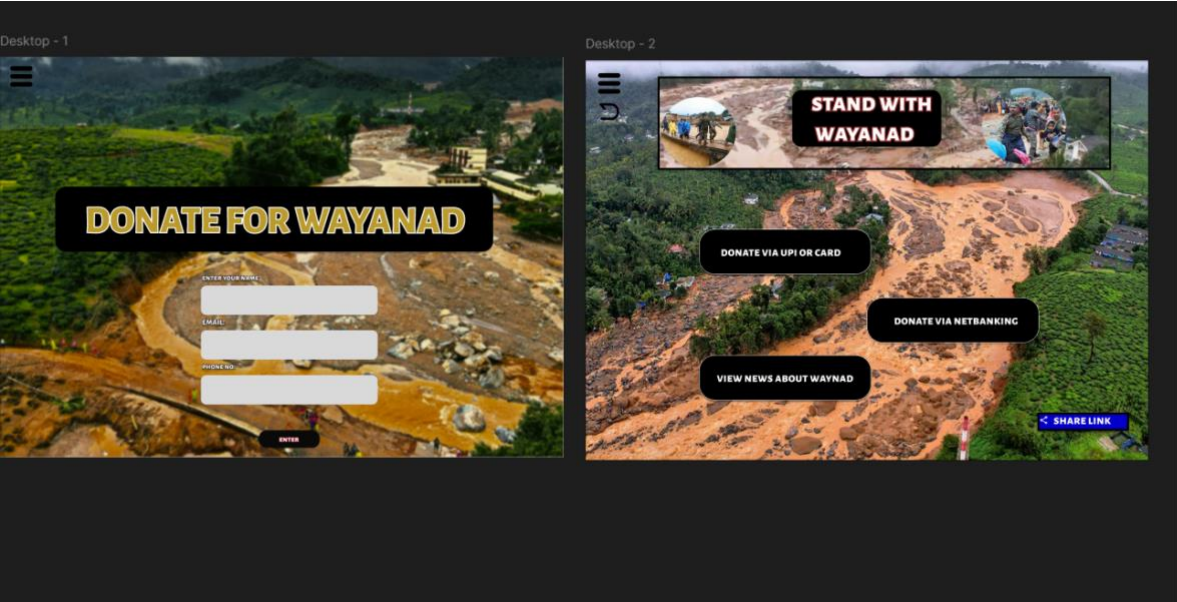 Desktop - 1
DONATE FOR WAYANAD
ENTER YOUR NAME:
EMAIL:
PHONE NO:
ENTER
Desktop - 2
STAND WITH
WAYANAD
DONATE VIA UPI OR CARD
DONATE VIA NETBANKING
VIEW NEWS ABOUT WAYNAD
SHARE LINK